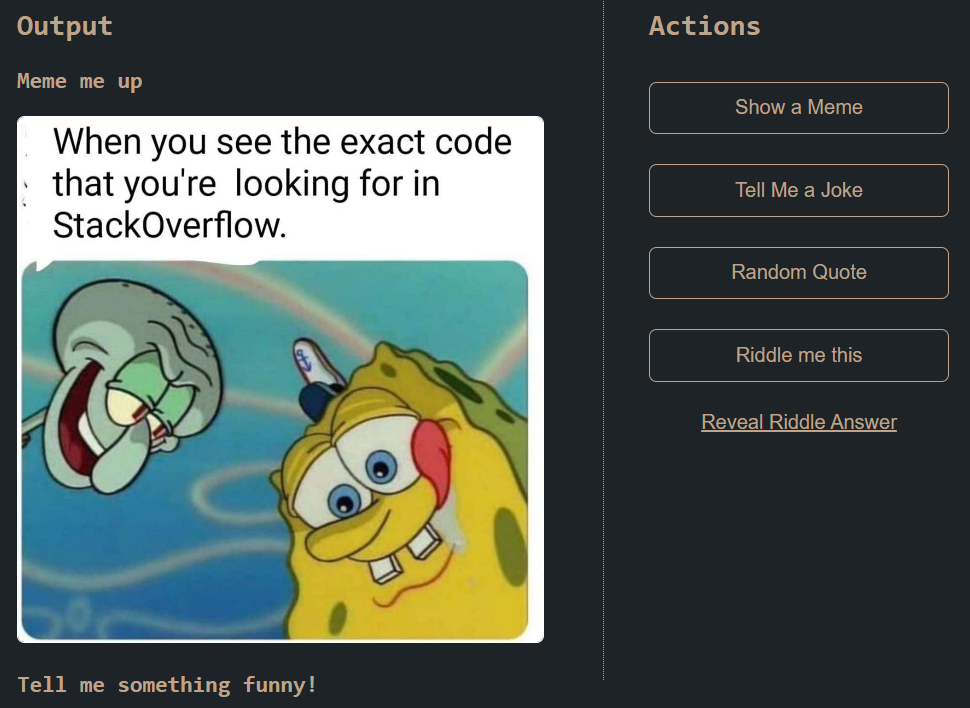 Output
Meme me up
When you see the exact code
that you're looking for in
StackOverflow.
Tell me something funny!
Actions
Show a Meme
Tell Me a Joke
Random Quote
Riddle me this
Reveal Riddle Answer